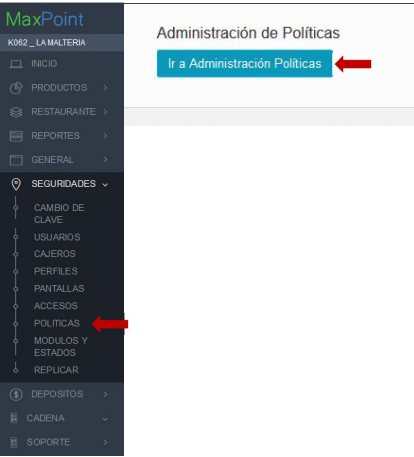 MaxPoint
K062 _ LA MALTERIA
INICIO
PRODUCTOS
RESTAURANTE
REPORTES
GENERAL
SEGURIDADES
CAMBIO DE
CLAVE
USUARIOS
CAJEROS
PERFILES
PANTALLAS
ACCESOS
POLITICAS
MODULOS Y
ESTADOS
REPLICAR
DEPOSITOS
CADENA
SOPORTE
Administración de Políticas
Ir a Administración Políticas